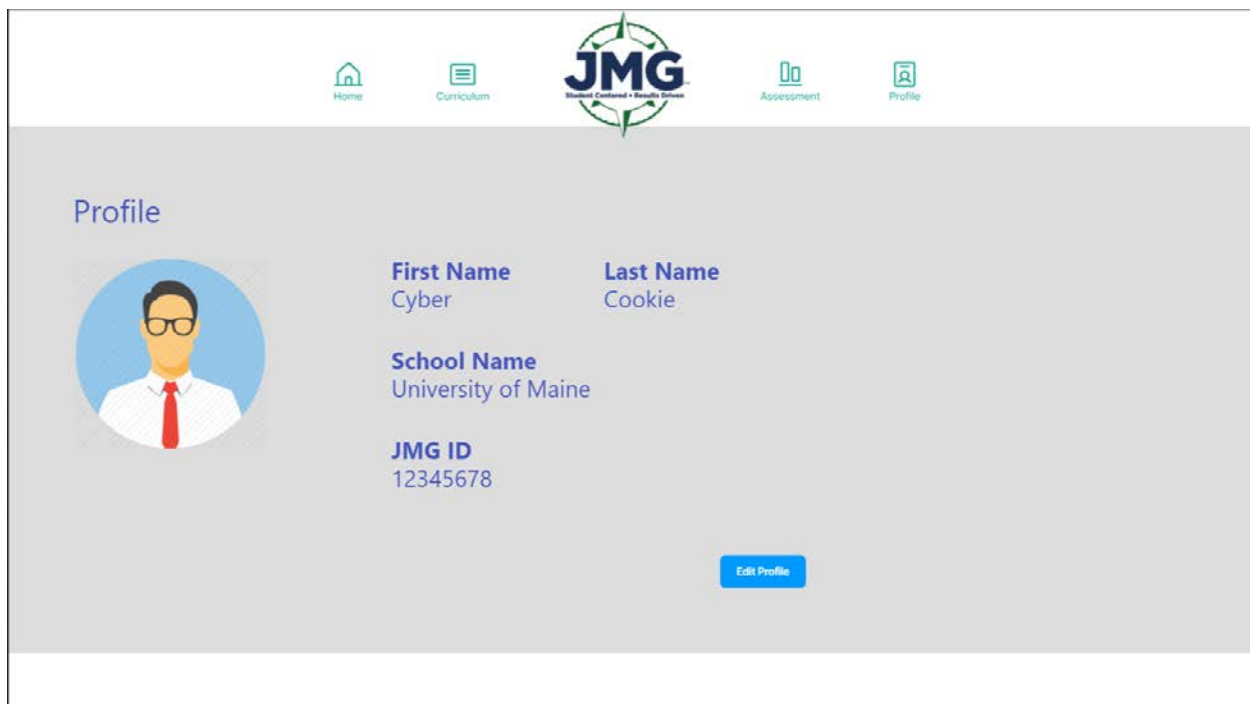 JMG
Student Centered • Results Driven
Home
Curriculum
Assessment
Profile
Profile
First Name
Last Name
Cyber
Cookie
School Name
University of Maine
JMG ID
12345678
Edit Profile